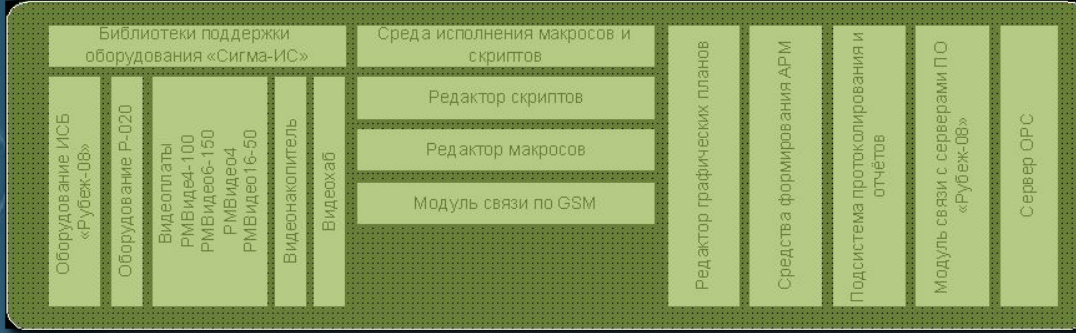 Библиотеки поддержки
оборудования «Сигма-ИС»
Оборудование ИСБ
«Рубеж-08»
Оборудование Р-020
Видеоплаты
РМВиде4-100
РМВидео6-150
РМВидео4
РМВидео16-50
Видеонакопитель
Видеохаб
Среда исполнения макросов и
скриптов
Редактор скриптов
Редактор макросов
Модуль связи по GSM
Редактор графических планов
Средства формирования АРМ
Подсистема протоколирования и
отчётов
Модуль связи с серверами ПО
«Рубеж-08»
Сервер ОРС